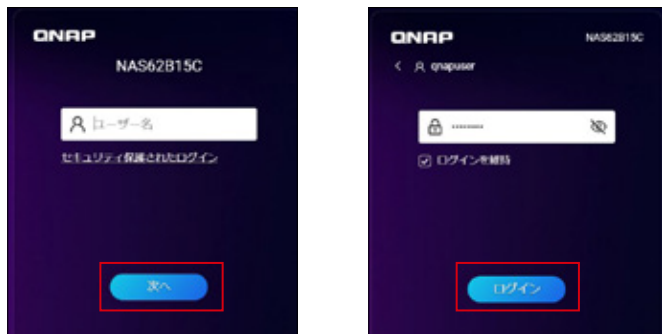 QNAP
NAS62B15C
ユーザー名
セキュリティ保護されたログイン
次へ
QNAP
NAS62B15C
qnapuser
ログインを維持
ログイン